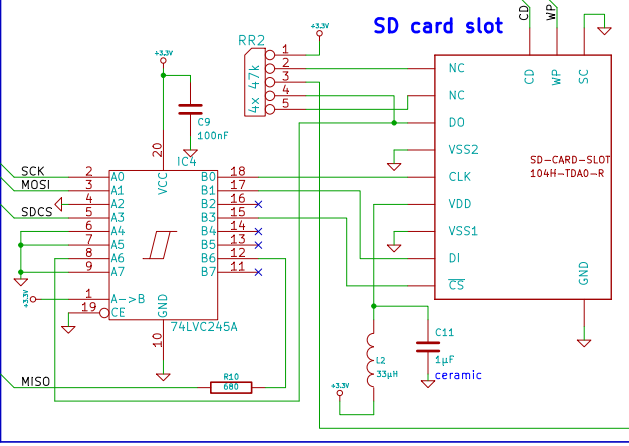 SD card slot
CD
WP
+3.3V
RR2
4x 47k
1
2
3
4
5
+3.3V
C9
100nF
NC
NC
DO
VSS2
CLK
VDD
VSS1
DI
CS
CD
WP
SC
GND
SD-CARD-SLOT
104H-TDA0-R
IC4
20
VCC
SCK 2 A0 B0 18
MOSI 3 A1 B1 17
4 A2 B2 16
SDCS 5 A3 B3 15
6 A4 B4 14
7 A5 B5 13
8 A6 B6 12
9 A7 B7 11
+3.3V 1 A->B
19 CE
GND
10
74LVC245A
MISO
R10
680
L2
33µH
+3.3V
C11
1µF
ceramic